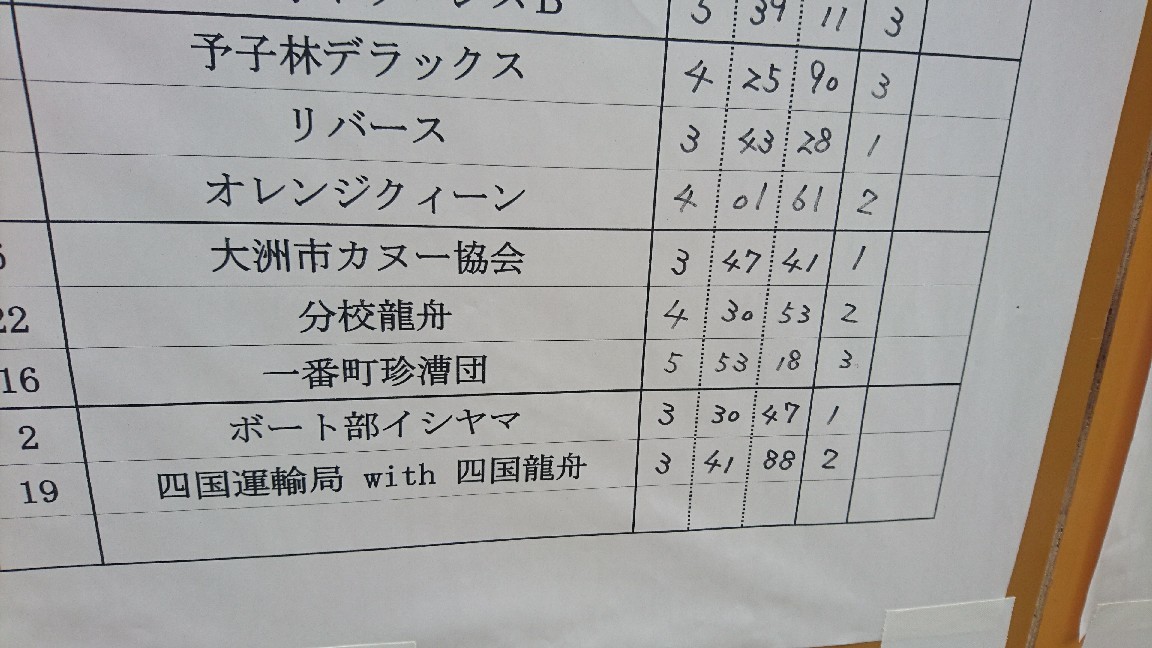 B 5 39 11 3
予子林デラックス 4 25 90 3
リバース 3 43 28 1
オレンジクィーン 4 01 61 2
大洲市カヌー協会 3 47 41 1
22 分校龍舟 4 30 53 2
16 一番町珍漕団 5 53 18 3
2 ボート部イシヤマ 3 30 47 1
19 四国運輸局 with 四国龍舟 3 41 88 2